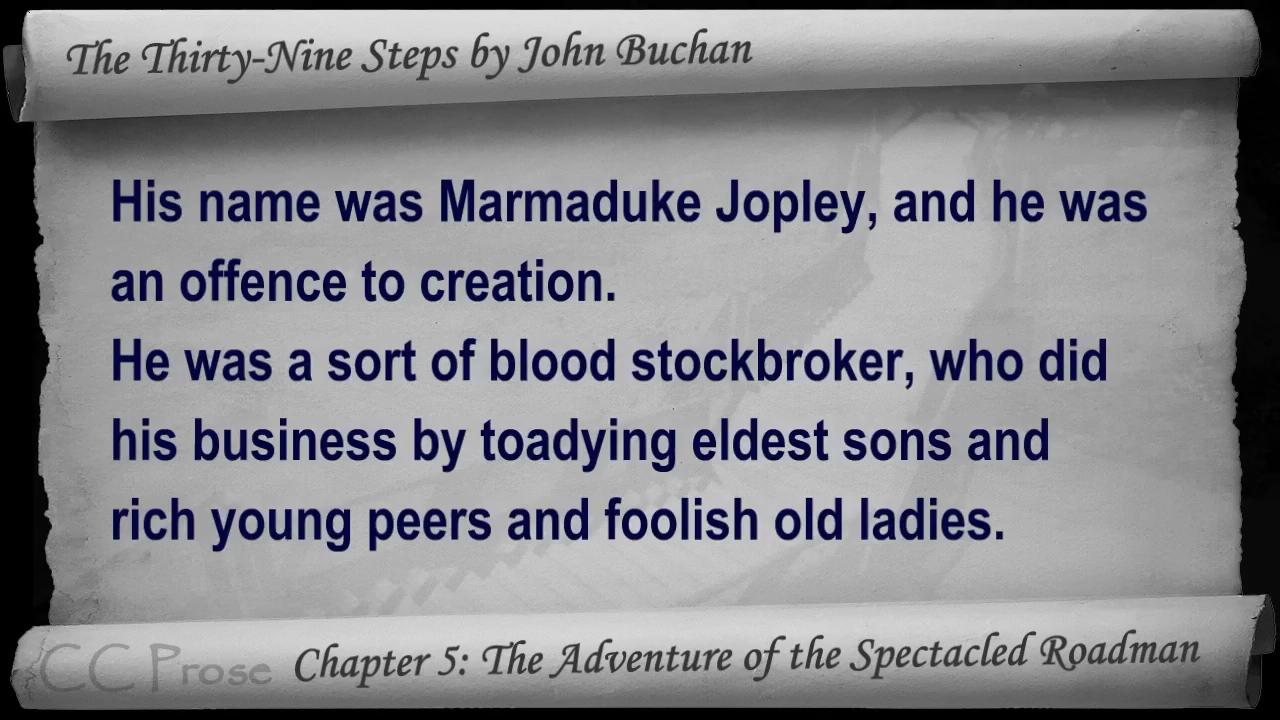 The Thirty-Nine Steps by John Buchan
His name was Marmaduke Jopley, and he was
an offence to creation.
He was a sort of blood stockbroker, who did
his business by toadying eldest sons and
rich young peers and foolish old ladies.
CC Prose Chapter 5: The Adventure of the Spectacled Roadman